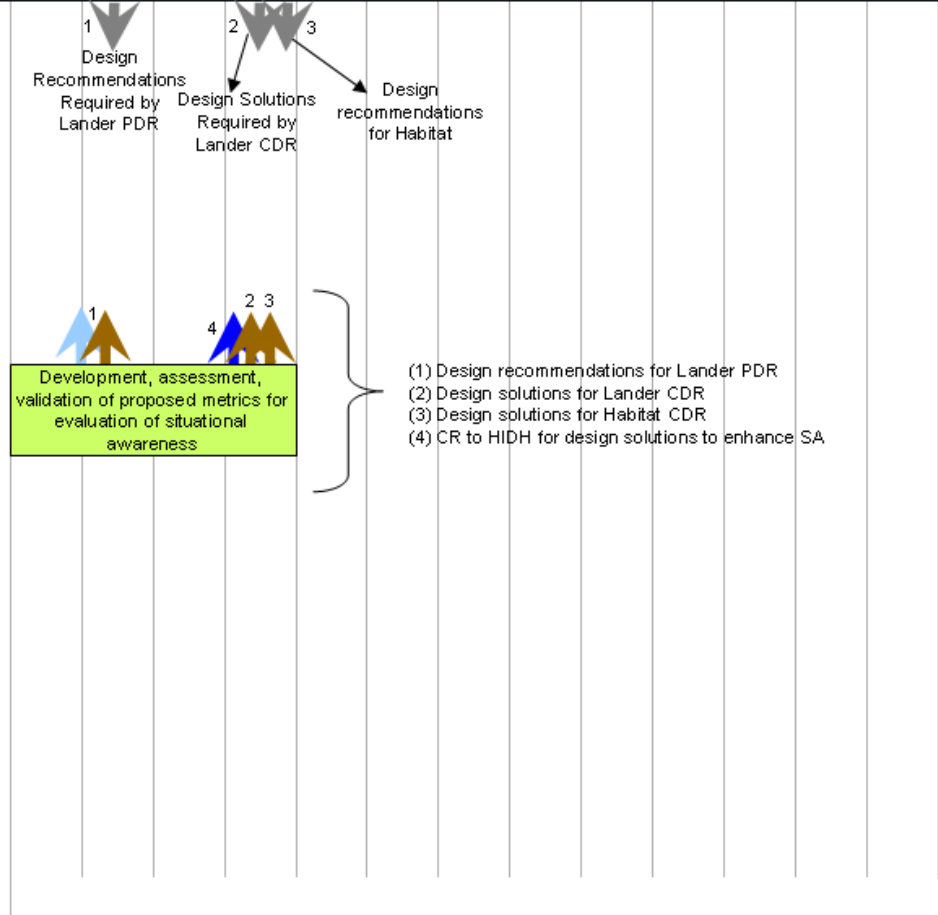 1
2
3
Design
Recommendations
Required by
Lander PDR
Design Solutions
Required by
Lander CDR
Design
recommendations
for Habitat
1
4
2
3
Development, assessment,
validation of proposed metrics for
evaluation of situational
awareness
(1) Design recommendations for Lander PDR
(2) Design solutions for Lander CDR
(3) Design solutions for Habitat CDR
(4) CR to HIDH for design solutions to enhance SA